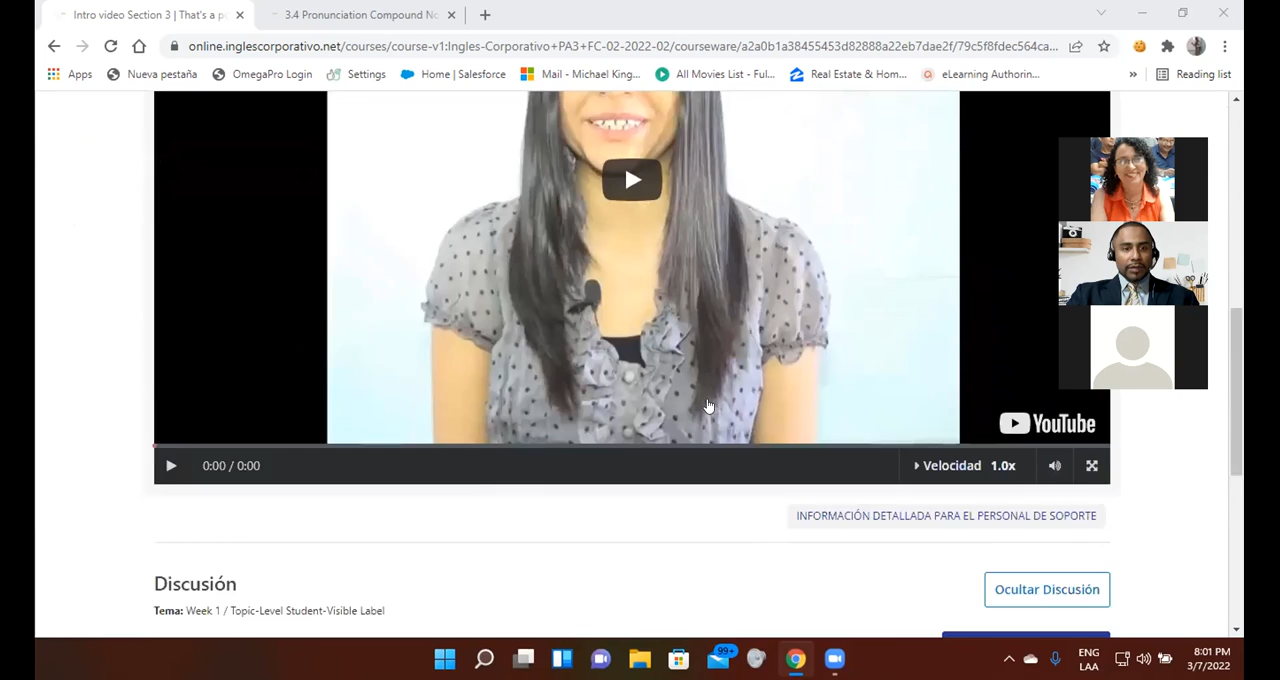 Intro video Section 3 | That's a po
3.4 Pronunciation Compound No
online.inglescorporativo.net/courses/course-v1:Ingles-Corporativo+PA3+FC-02-2022-02/courseware/a2a0b1a38455453d82888a22eb7dae2f/79c5f8fdec564ca...
Apps
Nueva pestaña
OmegaPro Login
Settings
Home | Salesforce
Mail - Michael King...
All Movies List - Ful...
Real Estate & Hom...
eLearning Authorin...
»
Reading list
YouTube
0:00 / 0:00
Velocidad 1.0x
INFORMACIÓN DETALLADA PARA EL PERSONAL DE SOPORTE
Discusión
Ocultar Discusión
Tema: Week 1 / Topic-Level Student-Visible Label
99+
ENG
LAA
8:01 PM
3/7/2022